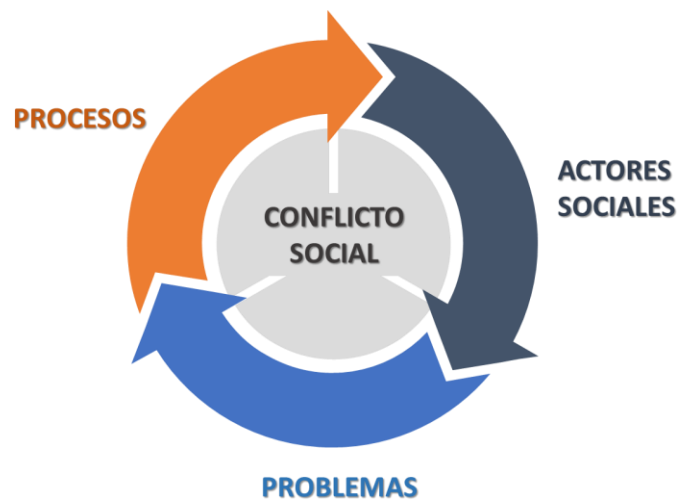 PROCESOS
ACTORES
SOCIALES
CONFLICTO
SOCIAL
PROBLEMAS